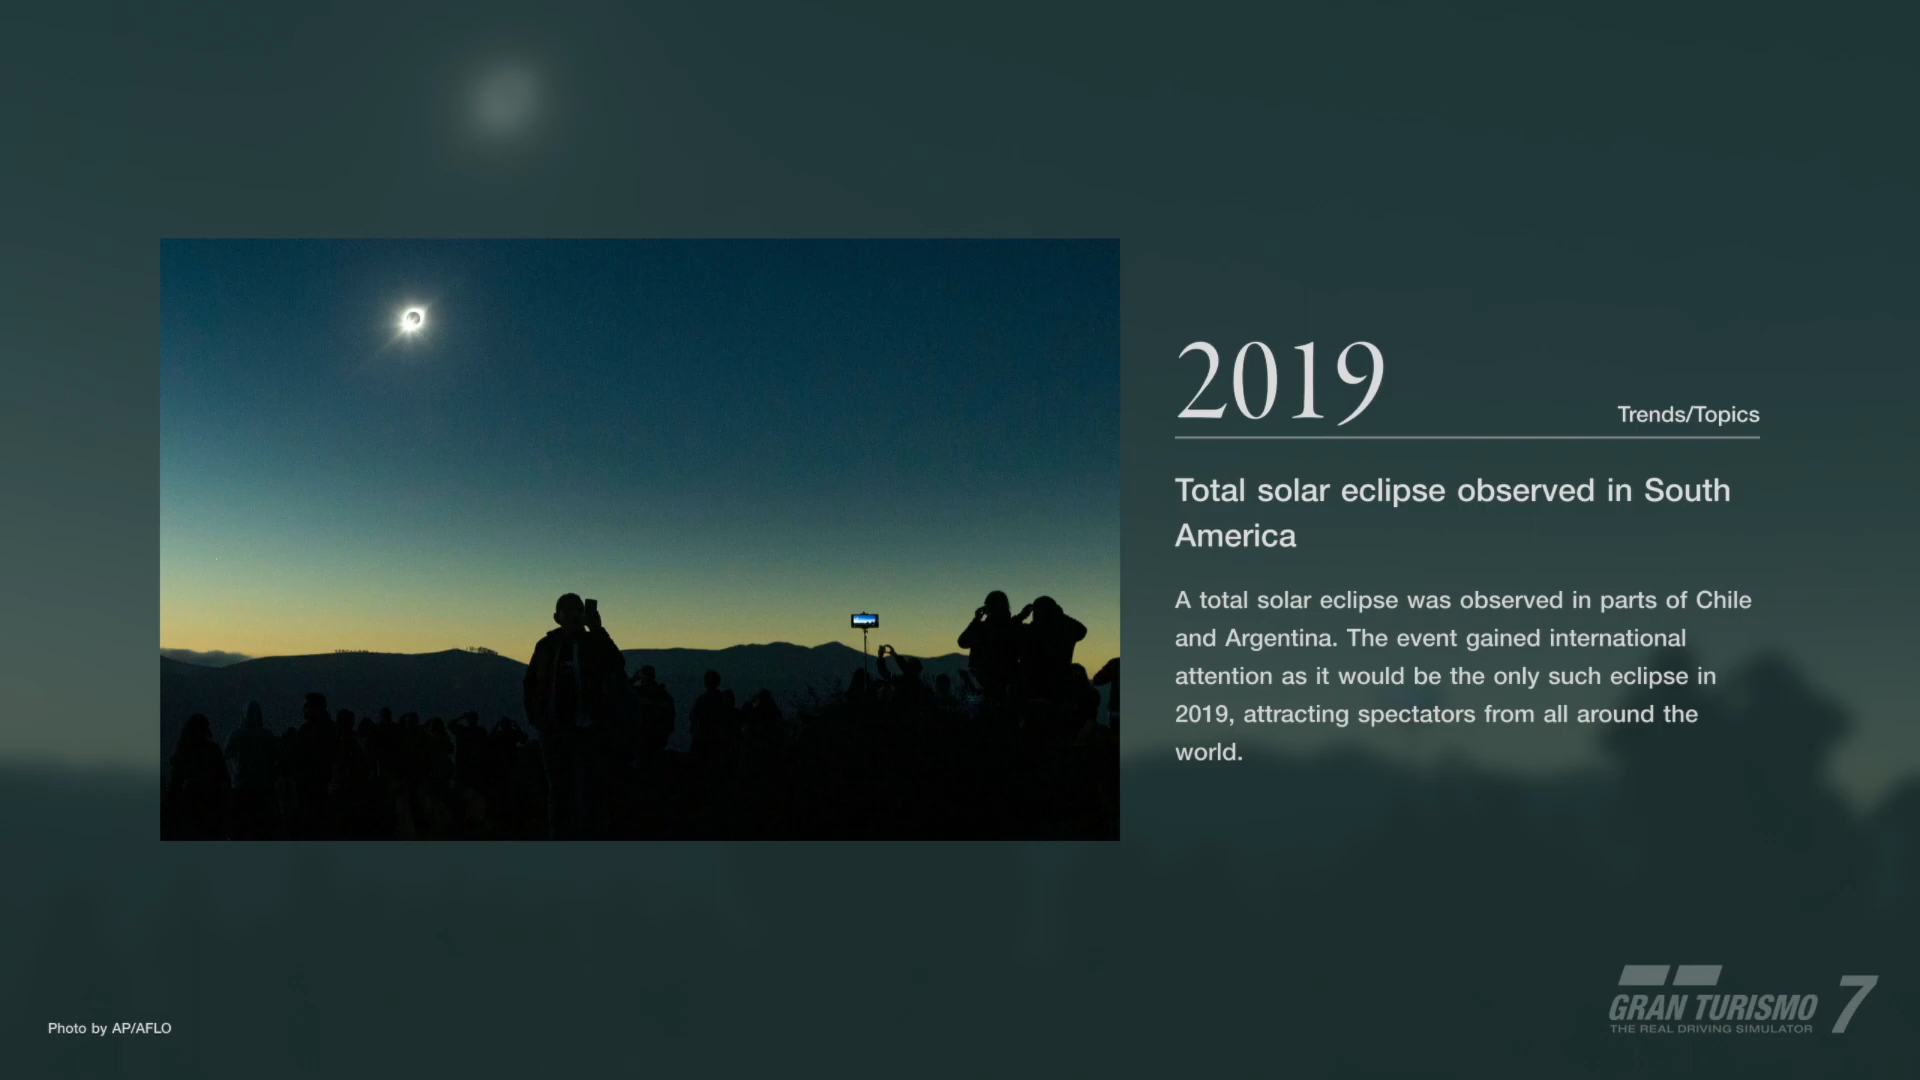 2019
Trends/Topics
Total solar eclipse observed in South
America
A total solar eclipse was observed in parts of Chile
and Argentina. The event gained international
attention as it would be the only such eclipse in
2019, attracting spectators from all around the
world.
Photo by AP/AFLO
GRAN TURISMO 7
THE REAL DRIVING SIMULATOR